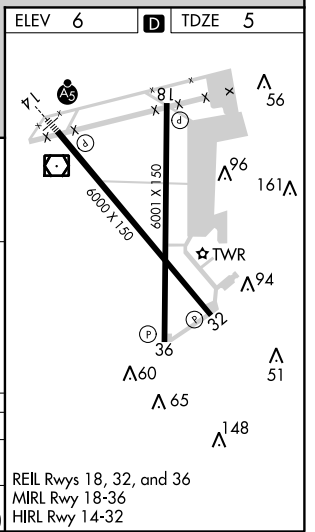 ELEV 6 D TDZE 5
A5
14
18
56
P
P
96
161
6000 X 150
6001 X 150
TWR
94
P
32
P
36
60
51
65
148
REIL Rwys 18, 32, and 36
MIRL Rwy 18-36
HIRL Rwy 14-32